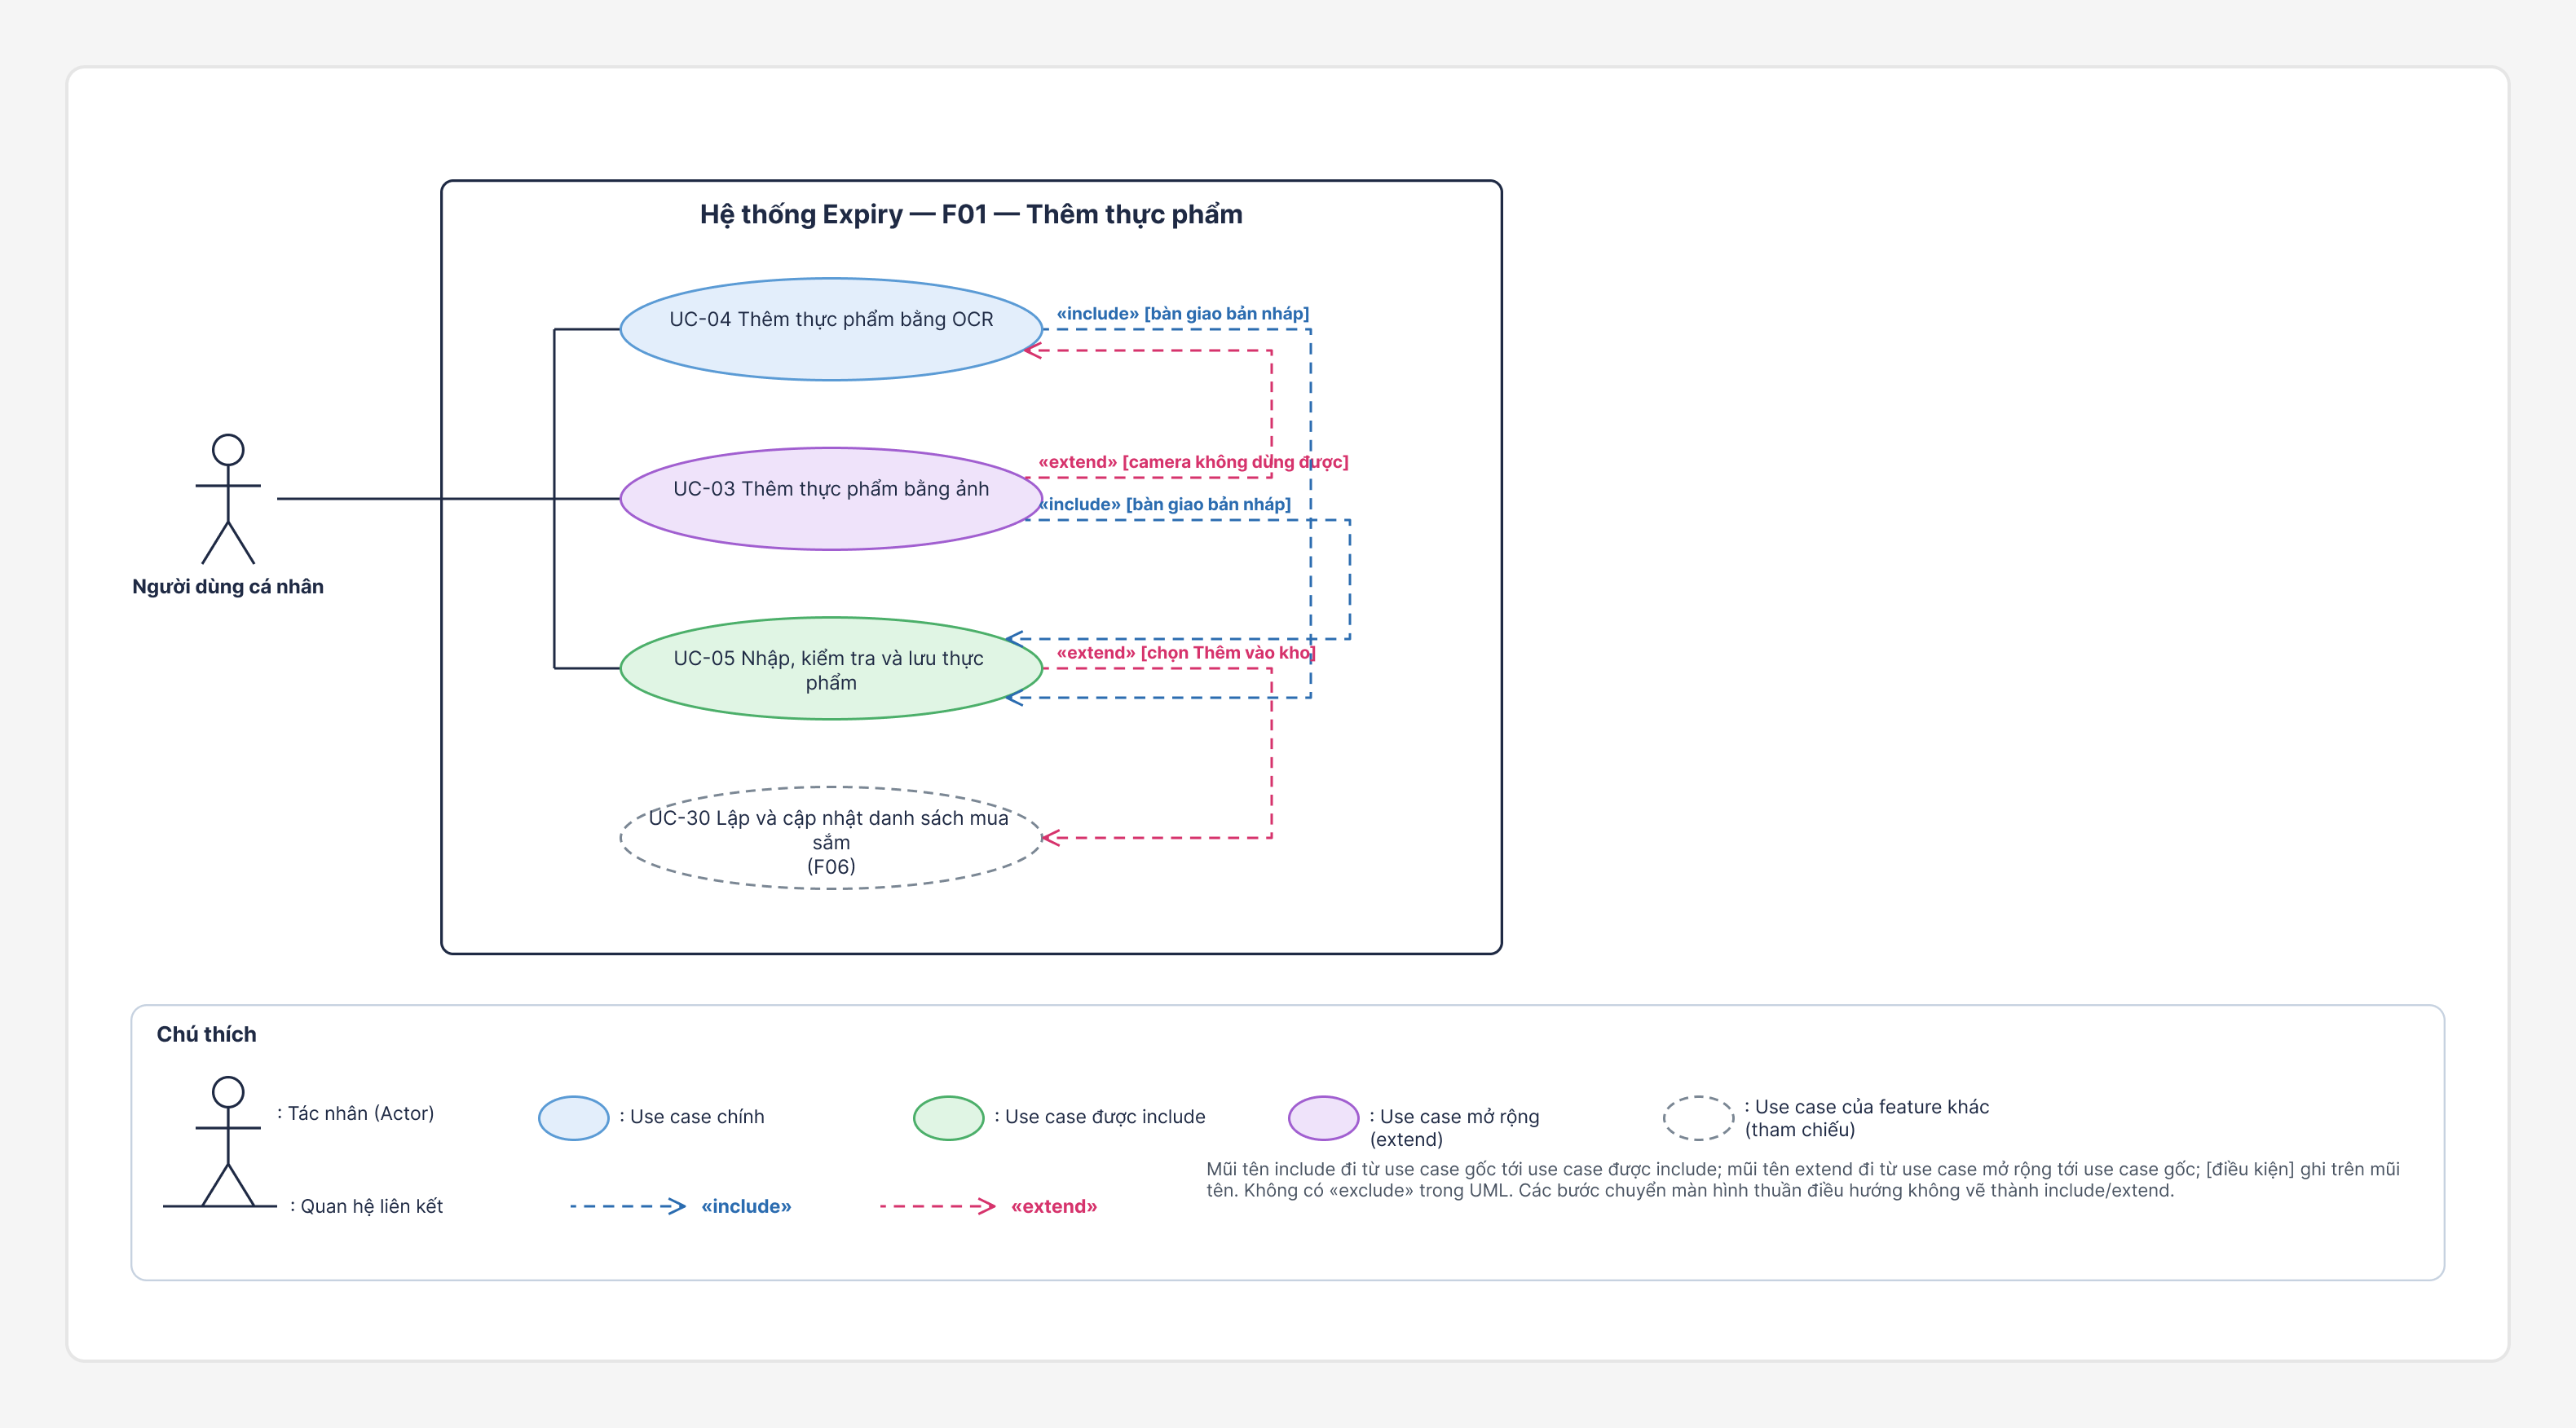 Hệ thống Expiry — F01 — Thêm thực phẩm
UC-04 Thêm thực phẩm bằng OCR
«include» [bàn giao bản nháp]
«extend» [camera không dùng được]
UC-03 Thêm thực phẩm bằng ảnh
«include» [bàn giao bản nháp]
Người dùng cá nhân
«extend» [chọn Thêm vào kho]
UC-05 Nhập, kiểm tra và lưu thực
phẩm
UC-30 Lập và cập nhật danh sách mua
sắm
(F06)
Chú thích
: Tác nhân (Actor)
: Use case chính
: Use case được include
: Use case mở rộng
(extend)
: Use case của feature khác
(tham chiếu)
: Quan hệ liên kết
«include»
«extend»
Mũi tên include đi từ use case gốc tới use case được include; mũi tên extend đi từ use case mở rộng tới use case gốc; [điều kiện] ghi trên mũi
tên. Không có «exclude» trong UML. Các bước chuyển màn hình thuần điều hướng không vẽ thành include/extend.